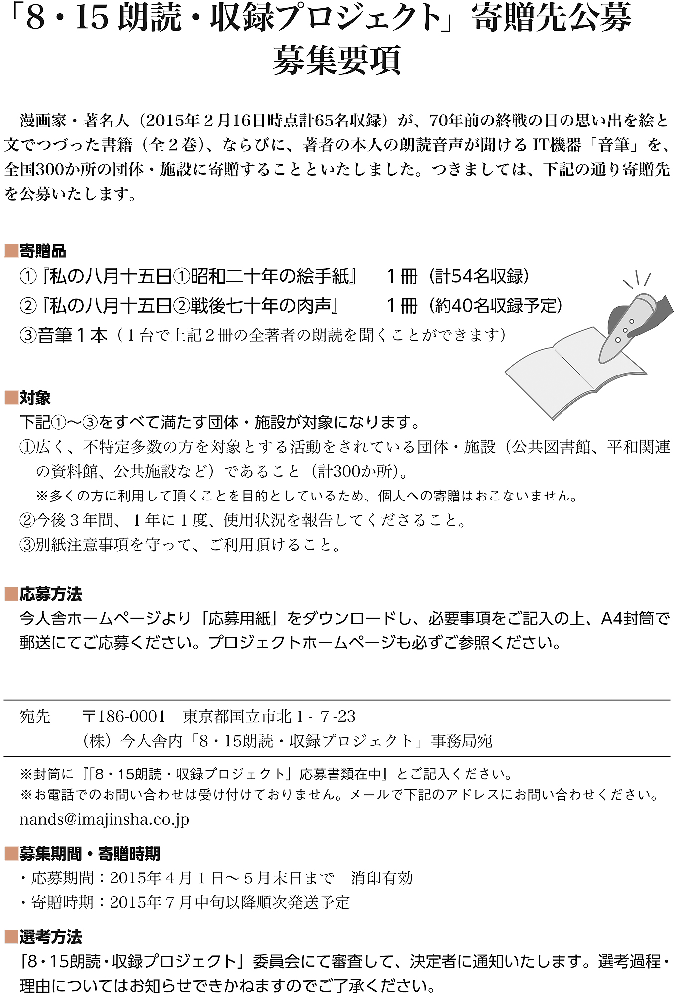 「8・15 朗読・収録プロジェクト」寄贈先公募
募集要項
漫画家・著名人（2015年２月16日時点計65名収録）が、70年前の終戦の日の思い出を絵と
文でつづった書籍（全２巻）、ならびに、著者の本人の朗読音声が聞ける IT機器「音筆」を、
全国300か所の団体・施設に寄贈することといたしました。つきましては、下記の通り寄贈先
を公募いたします。
■寄贈品
①『私の八月十五日①昭和二十年の絵手紙』　１冊（計54名収録）
②『私の八月十五日②戦後七十年の肉声』　１冊（約40名収録予定）
③音筆１本（１台で上記２冊の全著者の朗読を聞くことができます）
■対象
下記①〜③をすべて満たす団体・施設が対象になります。
①広く、不特定多数の方を対象とする活動をされている団体・施設（公共図書館、平和関連
の資料館、公共施設など）であること（計300か所）。
※多くの方に利用して頂くことを目的としているため、個人への寄贈はおこないません。
②今後３年間、１年に１度、使用状況を報告してくださること。
③別紙注意事項を守って、ご利用頂けること。
■応募方法
今人舎ホームページより「応募用紙」をダウンロードし、必要事項をご記入の上、A4封筒で
郵送にてご応募ください。プロジェクトホームページも必ずご参照ください。
宛先　〒186-0001　東京都国立市北１-７-23
（株）今人舎内「8・15朗読・収録プロジェクト」事務局宛
※封筒に『「8・15朗読・収録プロジェクト」応募書類在中』とご記入ください。
※お電話でのお問い合わせは受け付けておりません。メールで下記のアドレスにお問い合わせください。
nands@imajinsha.co.jp
■募集期間・寄贈時期
・応募期間：2015年４月１日〜５月末日まで　消印有効
・寄贈時期：2015年７月中旬以降順次発送予定
■選考方法
「8・15朗読・収録プロジェクト」委員会にて審査して、決定者に通知いたします。選考過程・
理由についてはお知らせできかねますのでご了承ください。